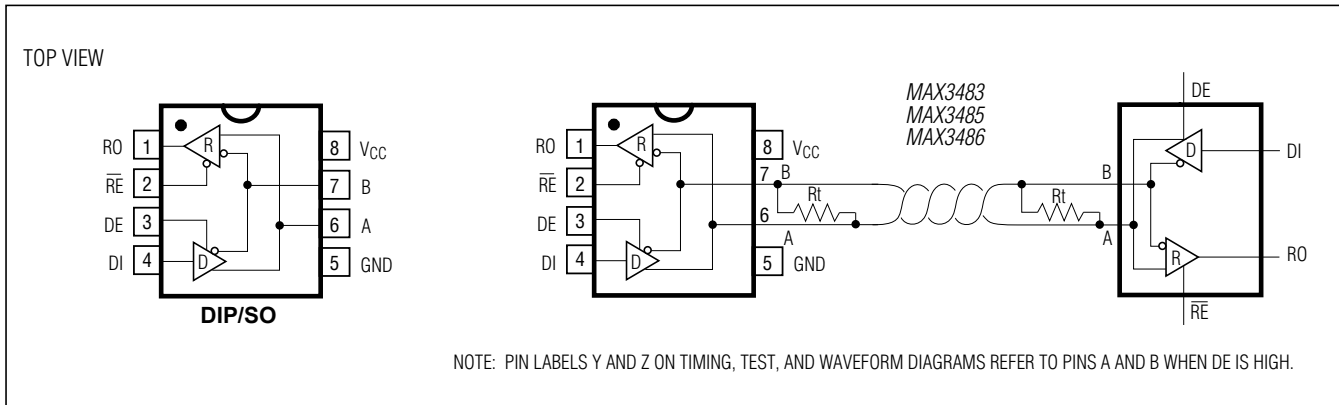 TOP VIEW
RO 1
R
8 VCC
RE 2
7 B
DE 3
6 A
DI 4
D
5 GND
DIP/SO
RO 1
R
8 VCC
RE 2
7 B
DE 3
6 A
DI 4
D
5 GND
Rt
MAX3483
MAX3485
MAX3486
Rt
DE
D
DI
B
A
R
RO
RE
NOTE: PIN LABELS Y AND Z ON TIMING, TEST, AND WAVEFORM DIAGRAMS REFER TO PINS A AND B WHEN DE IS HIGH.